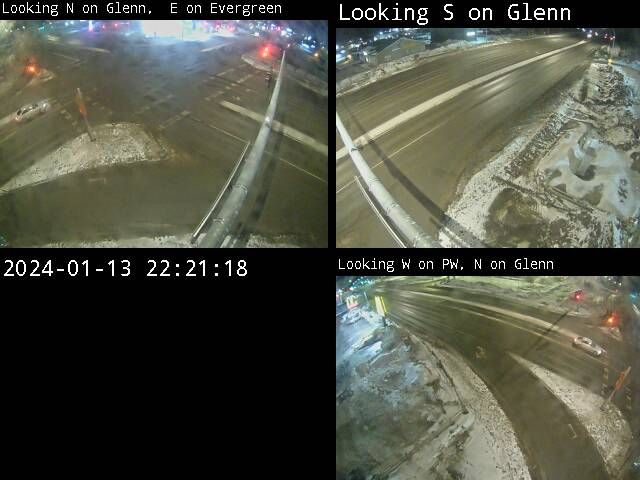 Looking N on Glenn, E on Evergreen
Looking S on Glenn
2024-01-13 22:21:18
Looking W on PW, N on Glenn